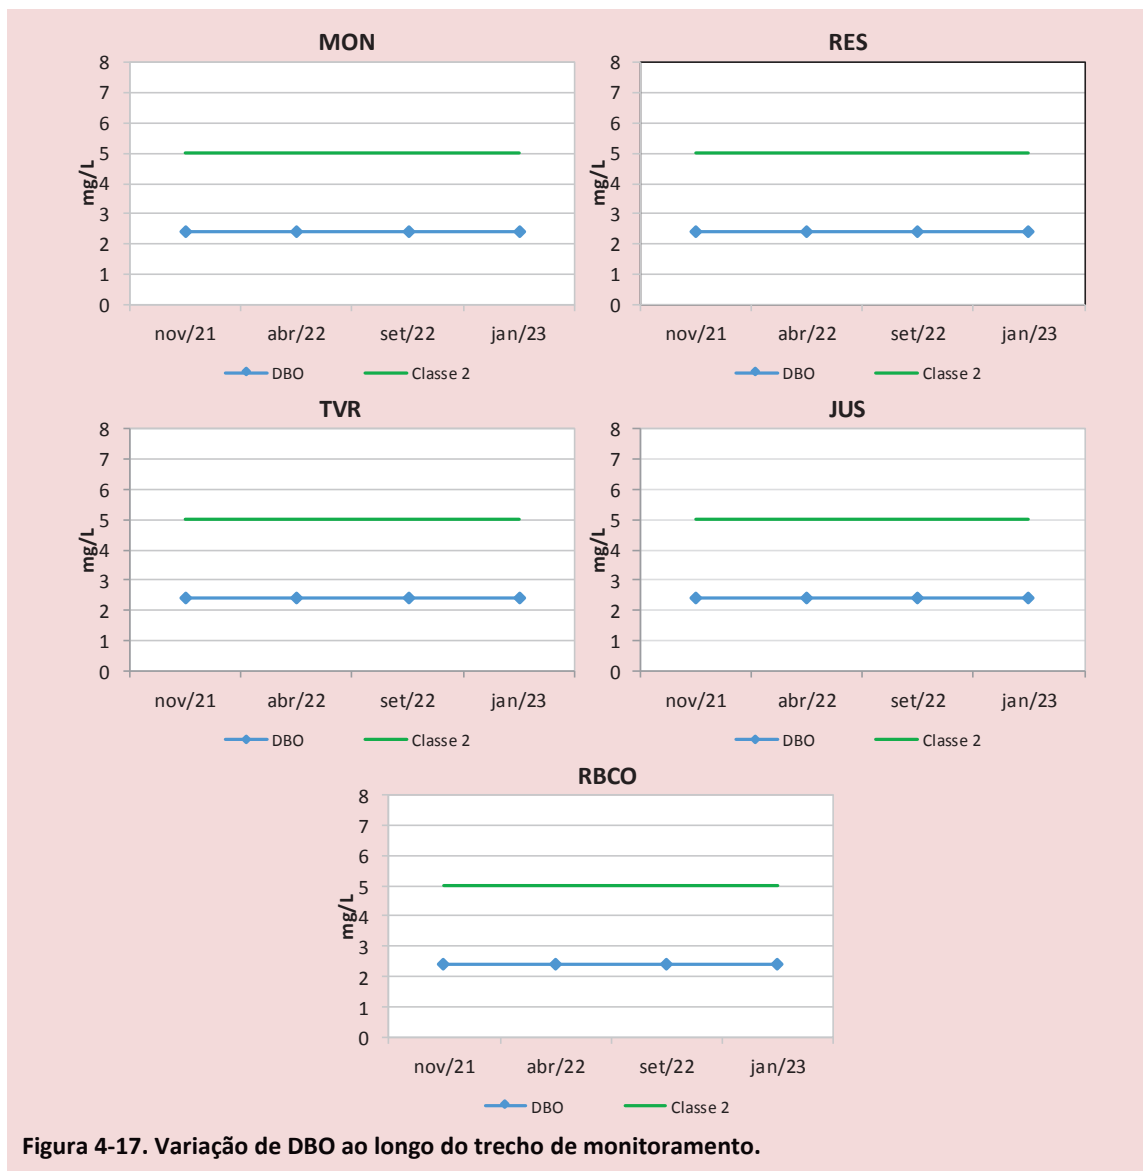 MON
8
7
6
5
4
3
2
1
0
mg/L
nov/21 abr/22 set/22 jan/23
DBO Classe 2
RES
8
7
6
5
4
3
2
1
0
mg/L
nov/21 abr/22 set/22 jan/23
DBO Classe 2
TVR
8
7
6
5
4
3
2
1
0
mg/L
nov/21 abr/22 set/22 jan/23
DBO Classe 2
JUS
8
7
6
5
4
3
2
1
0
mg/L
nov/21 abr/22 set/22 jan/23
DBO Classe 2
RBCO
8
7
6
5
4
3
2
1
0
mg/L
nov/21 abr/22 set/22 jan/23
DBO Classe 2
Figura 4-17. Variação de DBO ao longo do trecho de monitoramento.